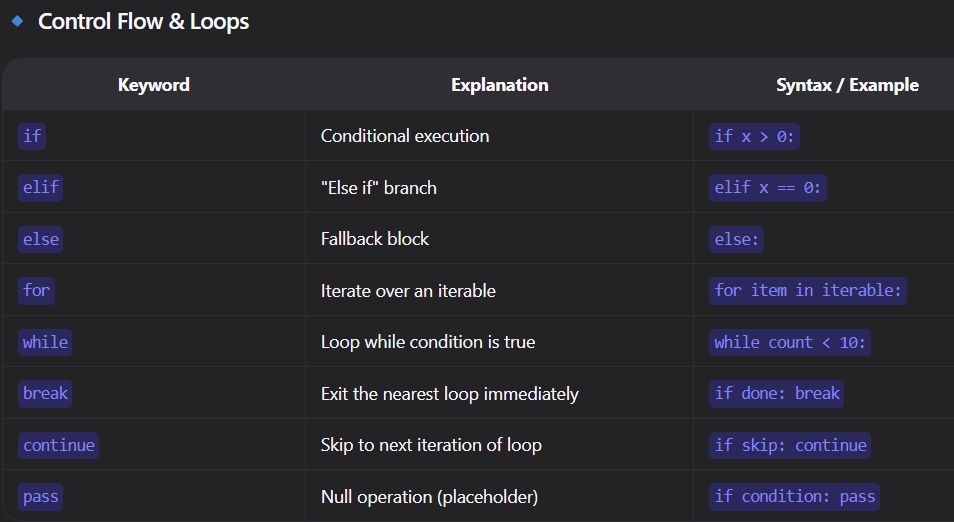 Control Flow & Loops
Keyword Explanation Syntax / Example
if Conditional execution if x > 0:
elif "Else if" branch elif x == 0:
else Fallback block else:
for Iterate over an iterable for item in iterable:
while Loop while condition is true while count < 10:
break Exit the nearest loop immediately if done: break
continue Skip to next iteration of loop if skip: continue
pass Null operation (placeholder) if condition: pass